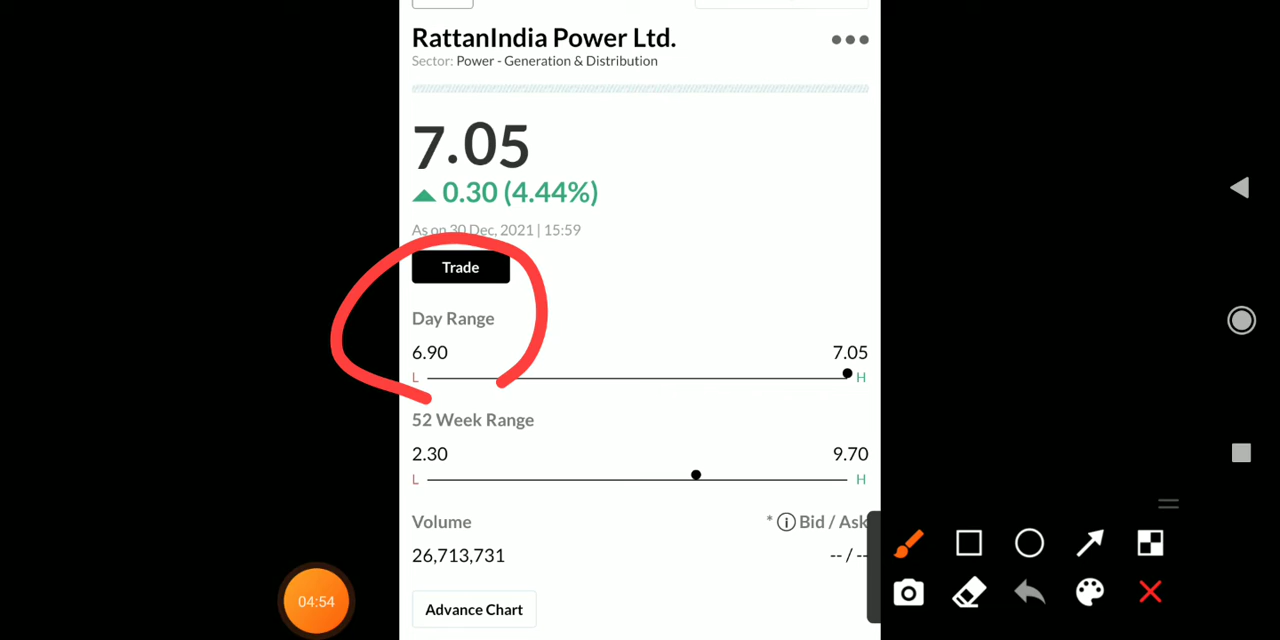 RattanIndia Power Ltd.
Sector: Power - Generation & Distribution
7.05
0.30 (4.44%)
As on 30 Dec, 2021 | 15:59
Trade
Day Range
6.90 7.05
L H
52 Week Range
2.30 9.70
L H
Volume * i Bid / Ask
26,713,731 -- / --
Advance Chart
04:54